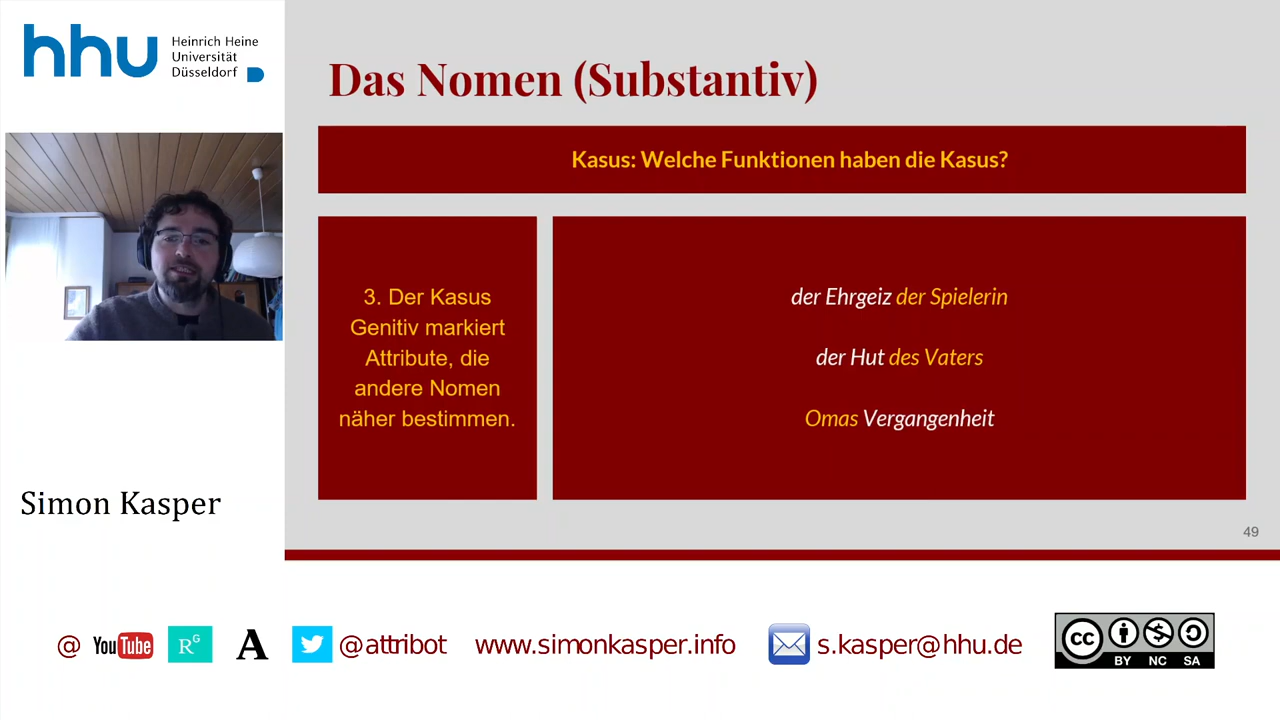 hhu
Heinrich Heine
Universität
Düsseldorf
Das Nomen (Substantiv)
Kasus: Welche Funktionen haben die Kasus?
3. Der Kasus
Genitiv markiert
Attribute, die
andere Nomen
näher bestimmen.
der Ehrgeiz der Spielerin
der Hut des Vaters
Omas Vergangenheit
Simon Kasper
49
@ YouTube RG A @attribot www.simonkasper.info s.kasper@hhu.de
cc BY NC SA